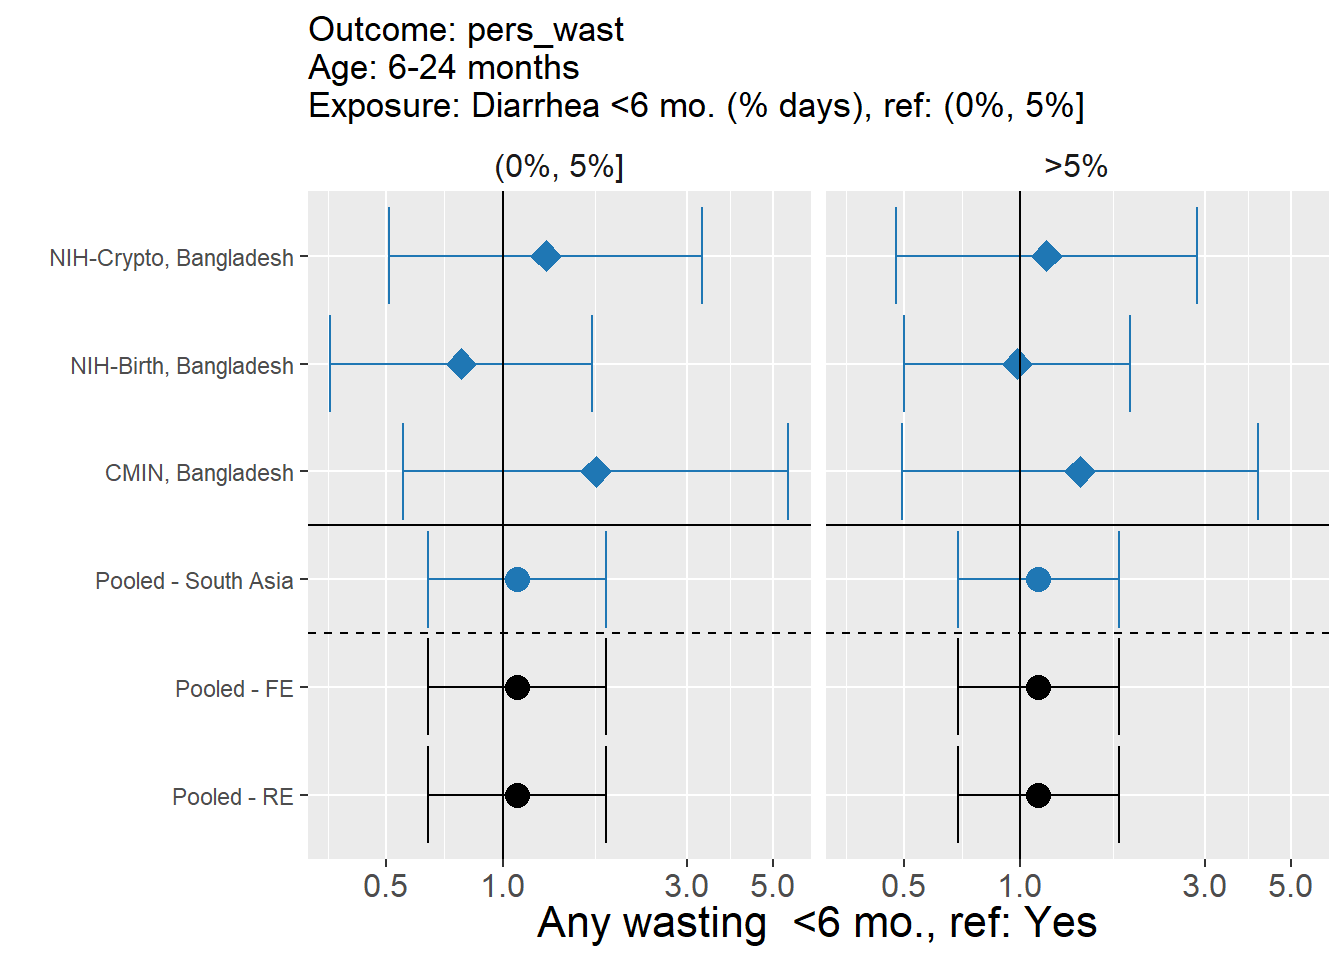 Outcome: pers_wast
Age: 6-24 months
Exposure: Diarrhea <6 mo. (% days), ref: (0%, 5%]
(0%, 5%]
>5%
NIH-Crypto, Bangladesh
NIH-Birth, Bangladesh
CMIN, Bangladesh
Pooled - South Asia
Pooled - FE
Pooled - RE
0.5 1.0 3.0 5.0
0.5 1.0 3.0 5.0
Any wasting  <6 mo., ref: Yes